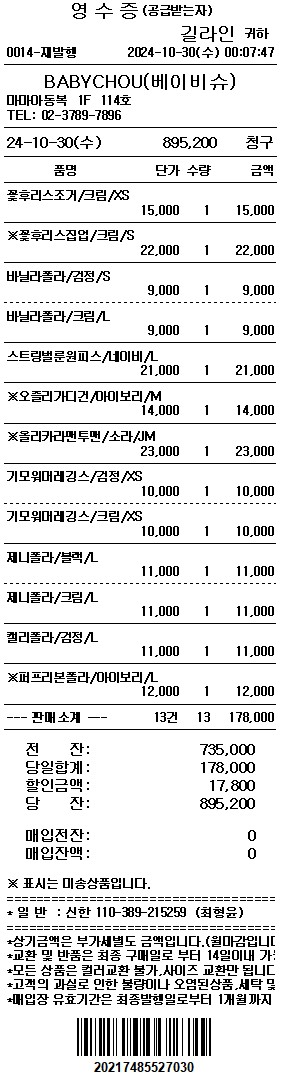 영 수 증 (공급받는자)
길라인 귀하
0014-재발행 2024-10-30(수) 00:07:47
BABYCHOU(베이비슈)
마마아동복 1F 114호
TEL: 02-3789-7896
24-10-30(수) 895,200 청구
품명 단가 수량 금액
꽃후리스조거/크림/XS
15,000 1 15,000
※꽃후리스집업/크림/S
22,000 1 22,000
바닐라폴라/검정/S
9,000 1 9,000
바닐라폴라/크림/L
9,000 1 9,000
스트링벌룬원피스/네이비/L
21,000 1 21,000
※오즐리가디건/아이보리/M
14,000 1 14,000
※올리카라맨투맨/소라/JM
23,000 1 23,000
기모워머레깅스/검정/XS
10,000 1 10,000
기모워머레깅스/크림/XS
10,000 1 10,000
제니폴라/블랙/L
11,000 1 11,000
제니폴라/크림/L
11,000 1 11,000
컬리폴라/검정/L
11,000 1 11,000
※퍼프리본폴라/아이보리/L
12,000 1 12,000
--- 판매소계 --- 13건 13 178,000
전 잔: 735,000
당일합계: 178,000
할인금액: 17,800
당 잔: 895,200
매입전잔: 0
매입잔액: 0
※ 표시는 미송상품입니다.
* 일 반 : 신한 110-389-215259 (최형윤)
*상기금액은 부가세별도 금액입니다.(월마감입니
*교환 및 반품은 최종 구매일로 부터 14일이내 가
*모든 상품은 컬러교환 불가,사이즈 교환만 됩니
*고객의 과실로 인한 불량이나 오염된상품,세탁 및
*매입장 유효기간은 최종발행일로부터 1개월까지
20217485527030